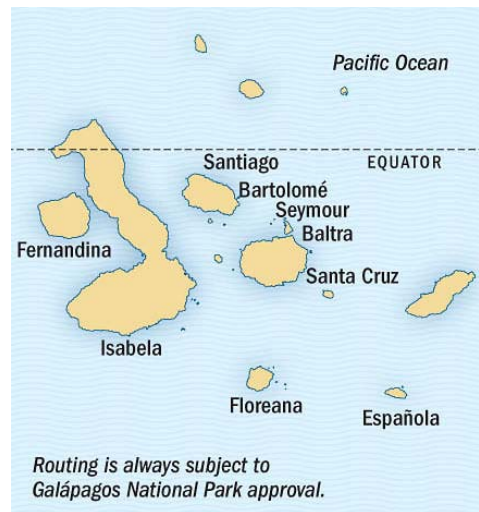 Pacific Ocean
EQUATOR
Santiago
Bartolomé
Seymour
Baltra
Fernandina
Santa Cruz
Isabela
Floreana
Española
Routing is always subject to
Galápagos National Park approval.